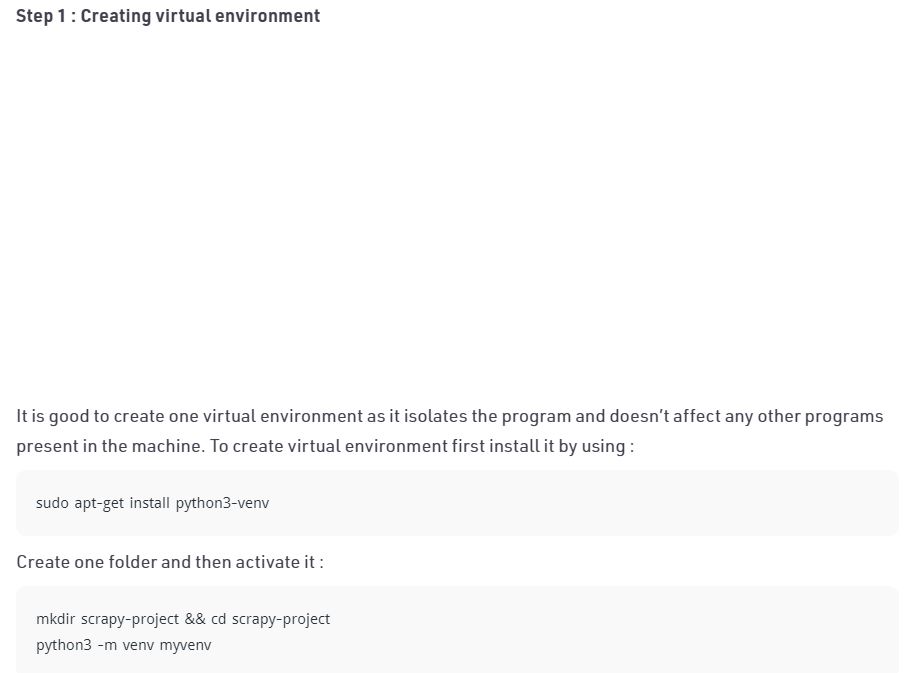 Step 1 : Creating virtual environment
It is good to create one virtual environment as it isolates the program and doesn’t affect any other programs
present in the machine. To create virtual environment first install it by using :
sudo apt-get install python3-venv
Create one folder and then activate it :
mkdir scrapy-project && cd scrapy-project
python3 -m venv myvenv